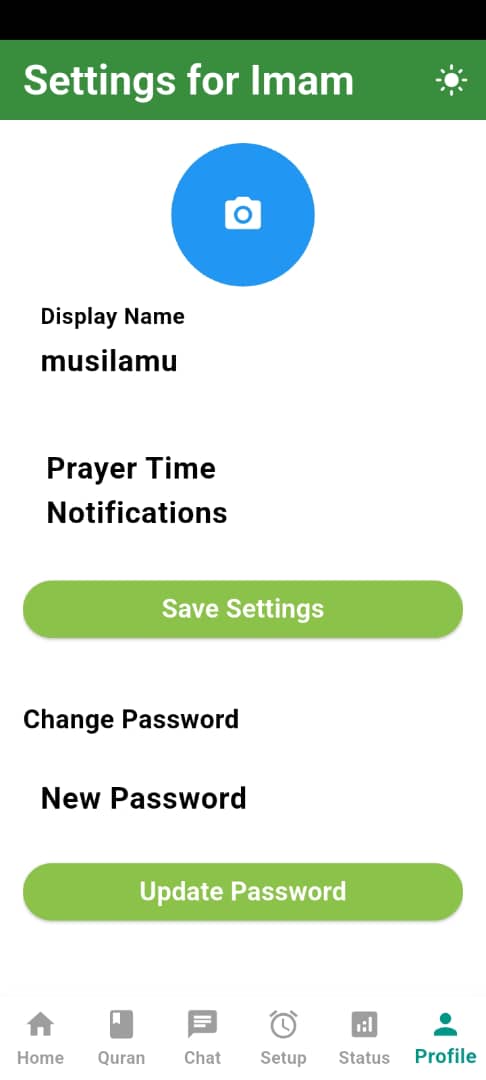 Settings for Imam
Display Name
musilamu
Prayer Time
Notifications
Save Settings
Change Password
New Password
Update Password
Home
Quran
Chat
Setup
Status
Profile